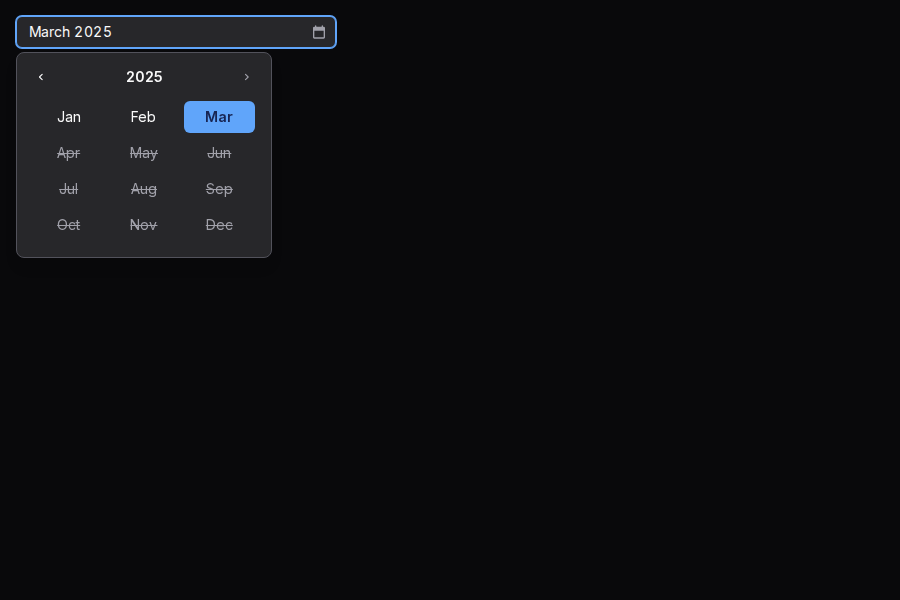 March 2025
‹ 2025 ›
Jan Feb Mar
Apr May Jun
Jul Aug Sep
Oct Nov Dec